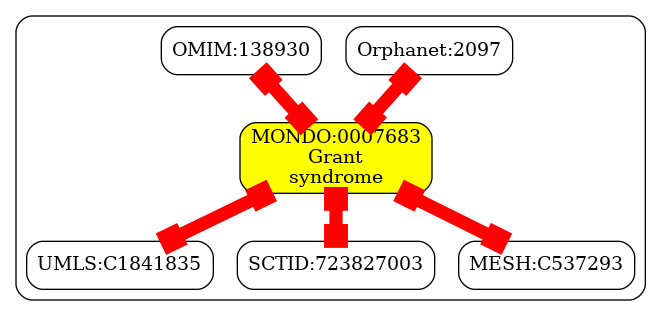 OMIM:138930
Orphanet:2097
MONDO:0007683
Grant
syndrome
UMLS:C1841835
SCTID:723827003
MESH:C537293